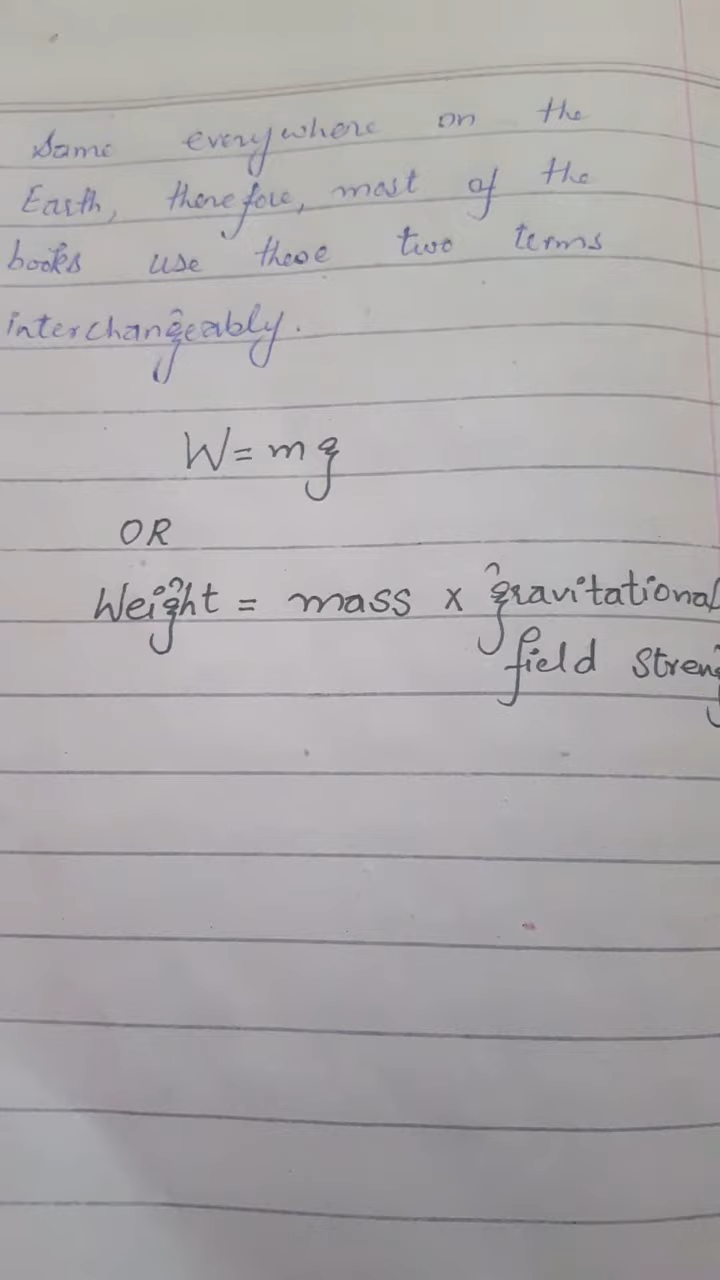 Same everywhere on the
Earth, therefore, most of the
books use these two terms
interchangeably.
W = mg
OR
Weight = mass x gravitational
field Streng